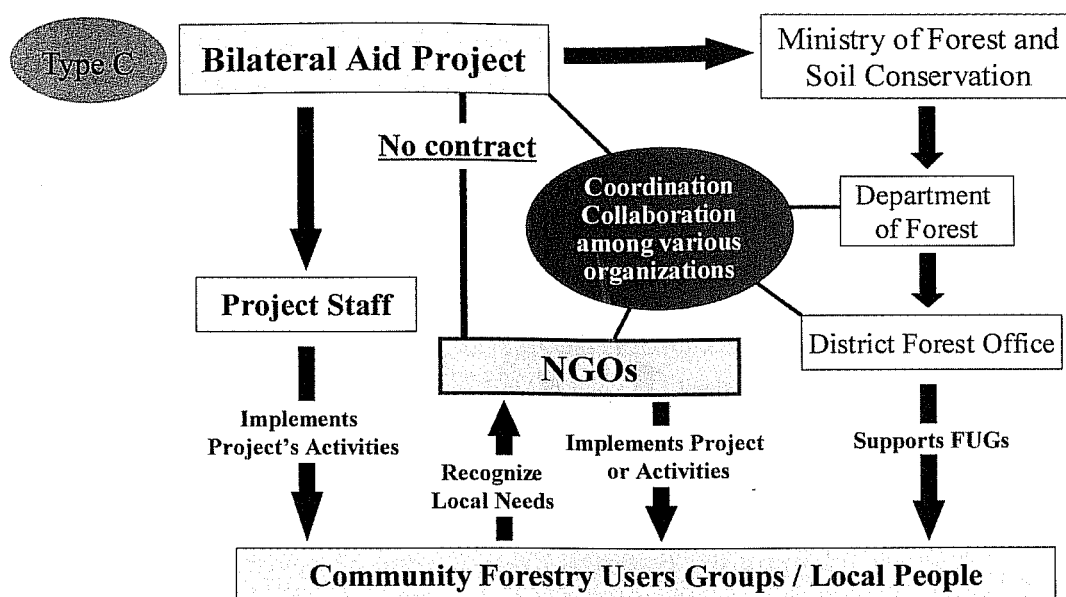 Type C
Bilateral Aid Project
Ministry of Forest and
Soil Conservation
No contract
Coordination
Collaboration
among various
organizations
Department
of Forest
Project Staff
District Forest Office
NGOs
Implements
Project's Activities
Recognize
Local Needs
Implements Project
or Activities
Supports FUGs
Community Forestry Users Groups / Local People